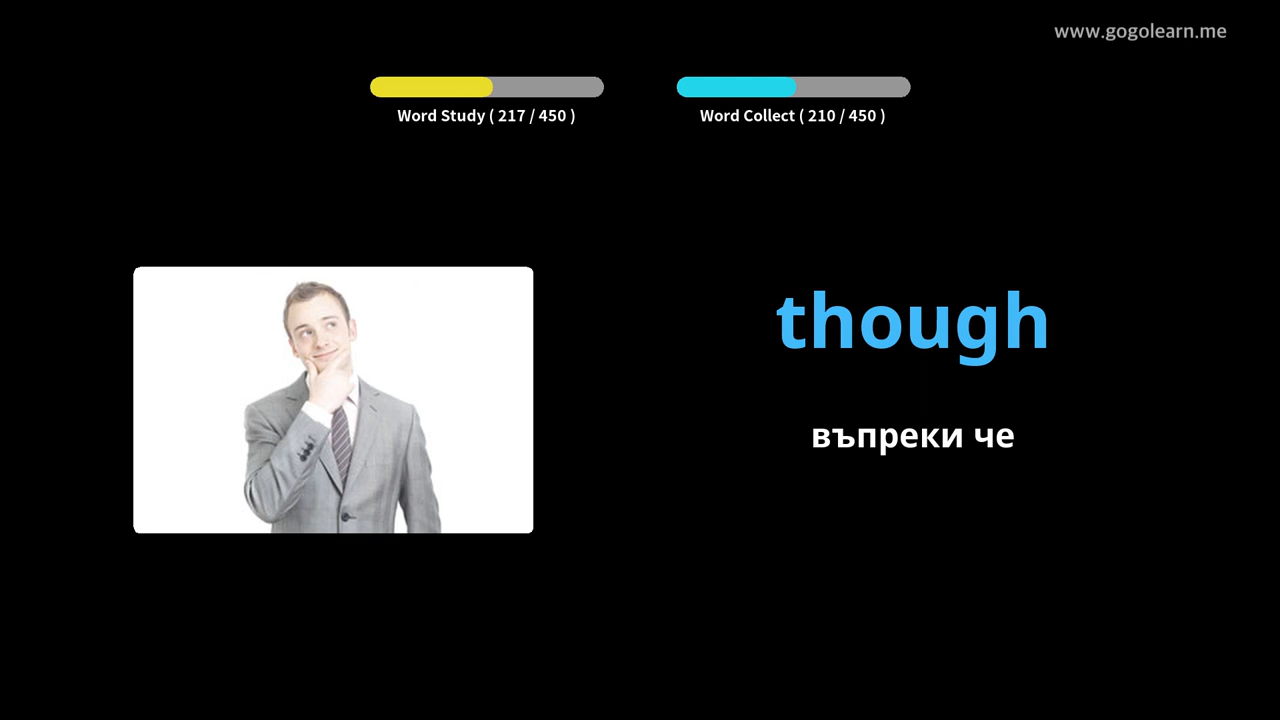 www.gogolearn.me
Word Study ( 217 / 450 )
Word Collect ( 210 / 450 )
though
въпреки че